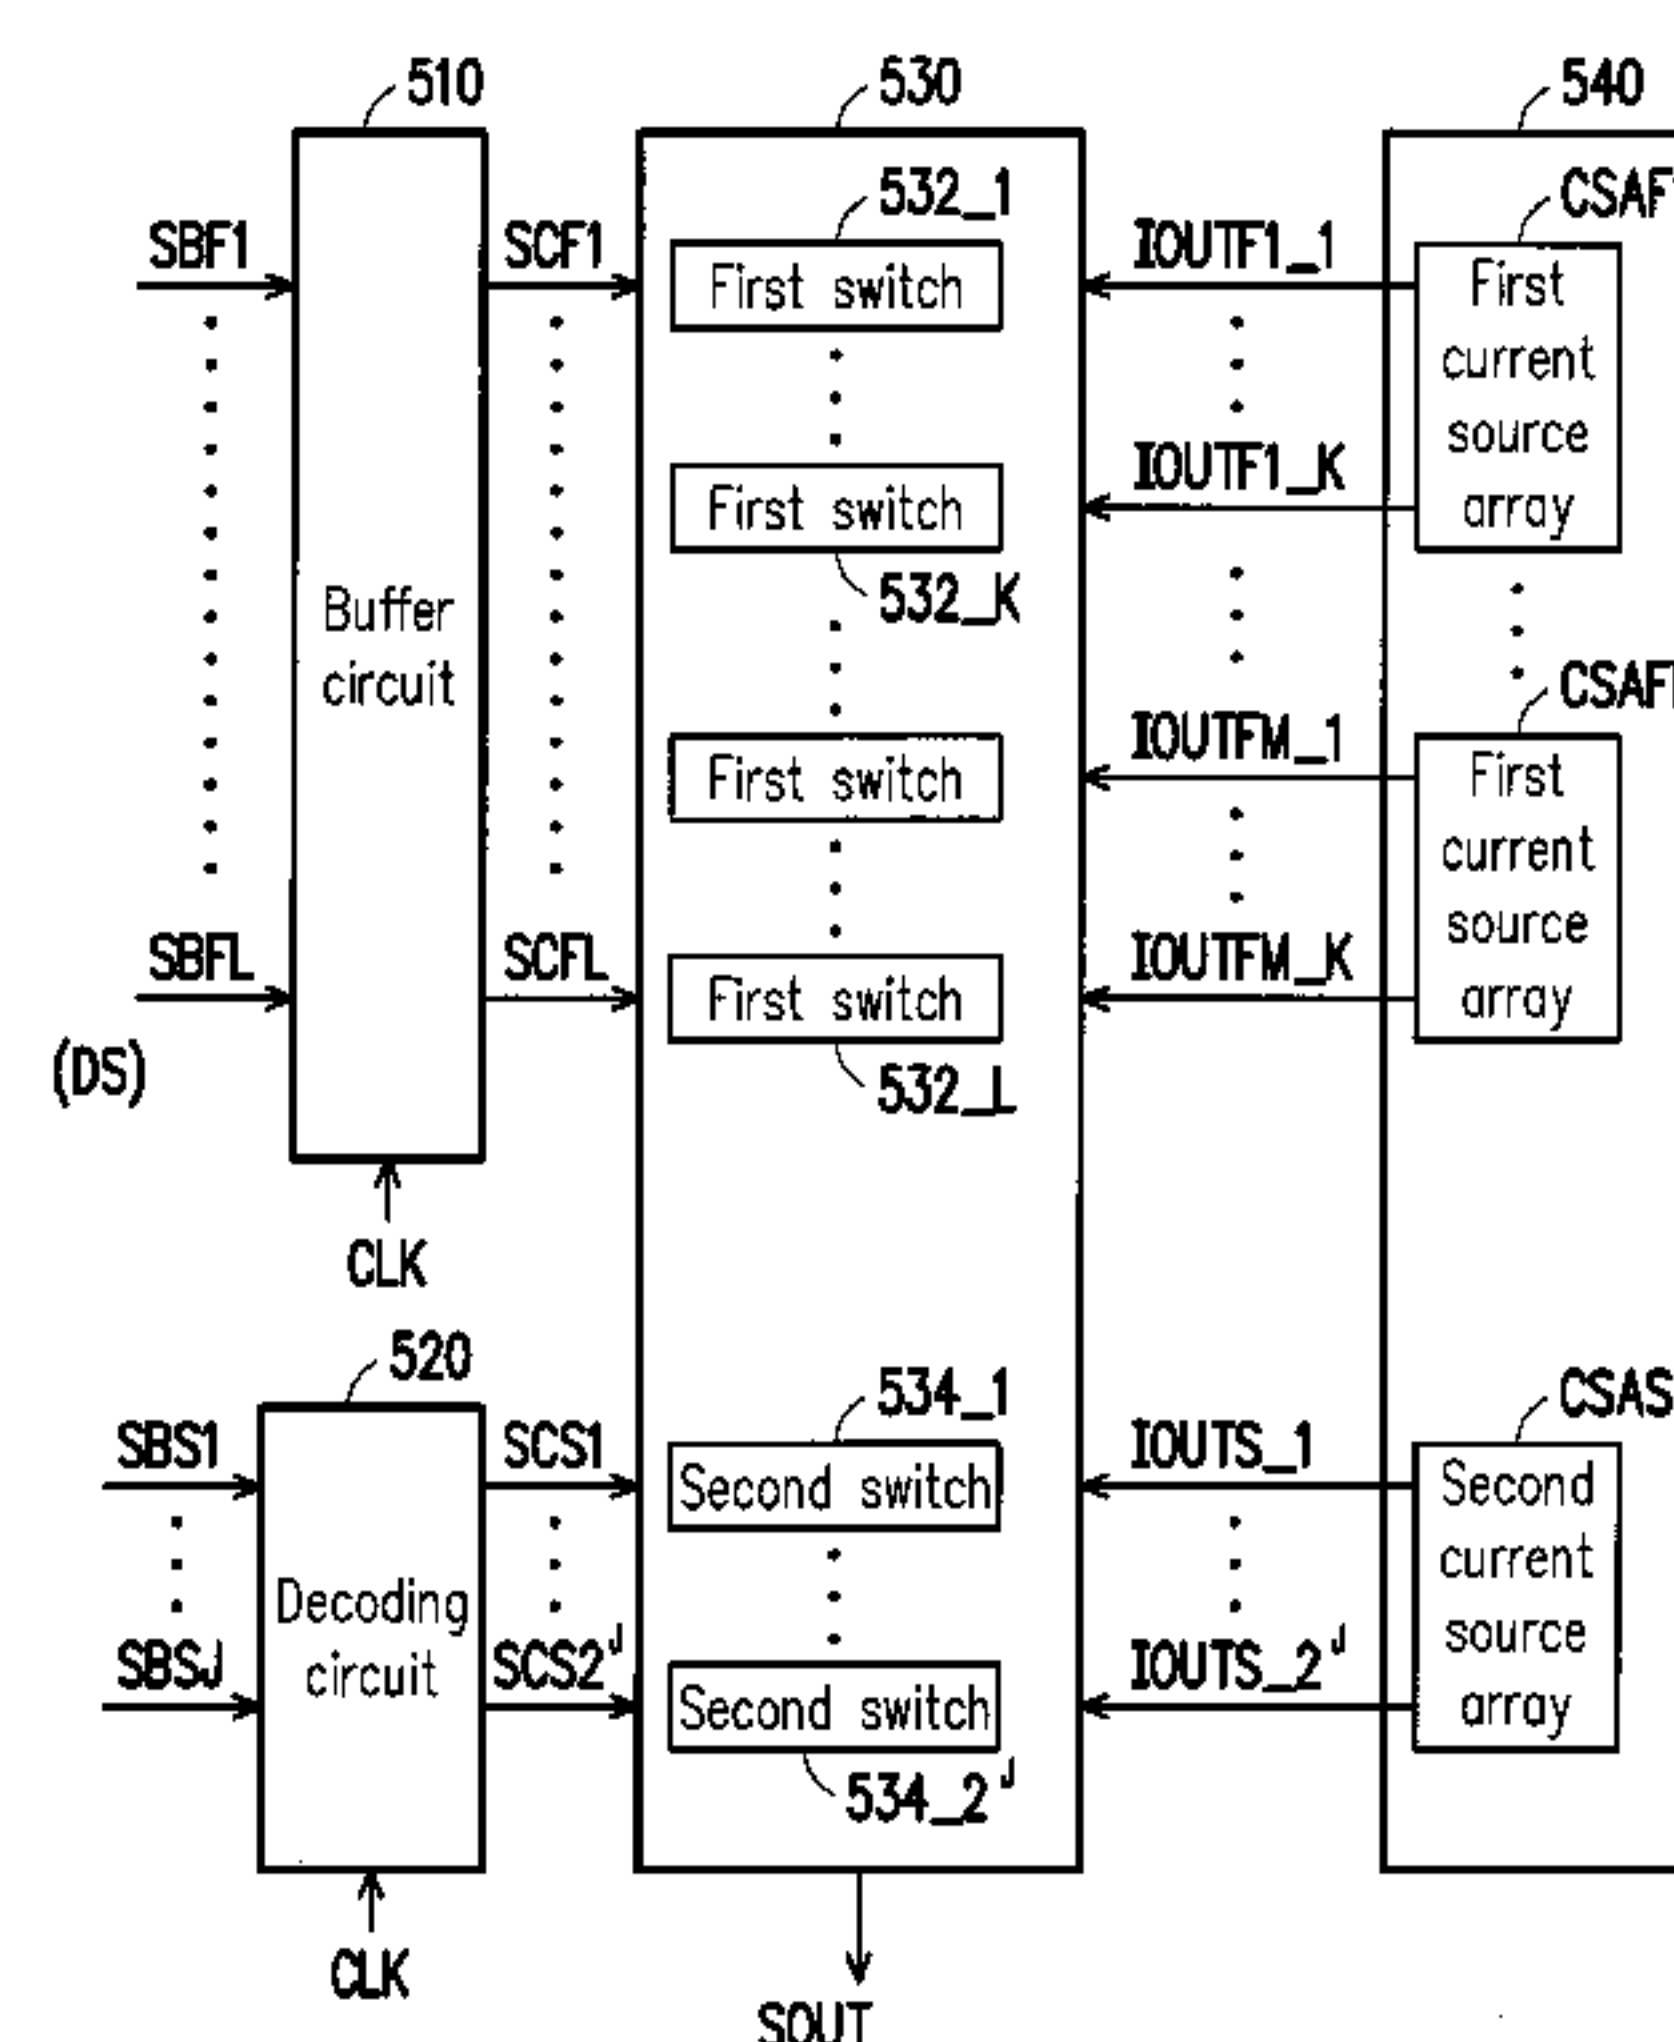 510
530
540
532_1
CSAF
SBF1
SCF1
First switch
IOUTF1_1
First
current
source
array
IOUTF1_K
First switch
532_K
Buffer
circuit
CSAF
IOUTFM_1
First switch
First
current
source
array
SBFL
SCFL
First switch
IOUTFM_K
532_L
(DS)
CLK
520
534_1
CSAS
SBS1
SCS1
Second switch
IOUTS_1
Second
current
source
array
Decoding
circuit
SBSJ
SCS2^J
Second switch
IOUTS_2^J
534_2^J
CLK
SOUT